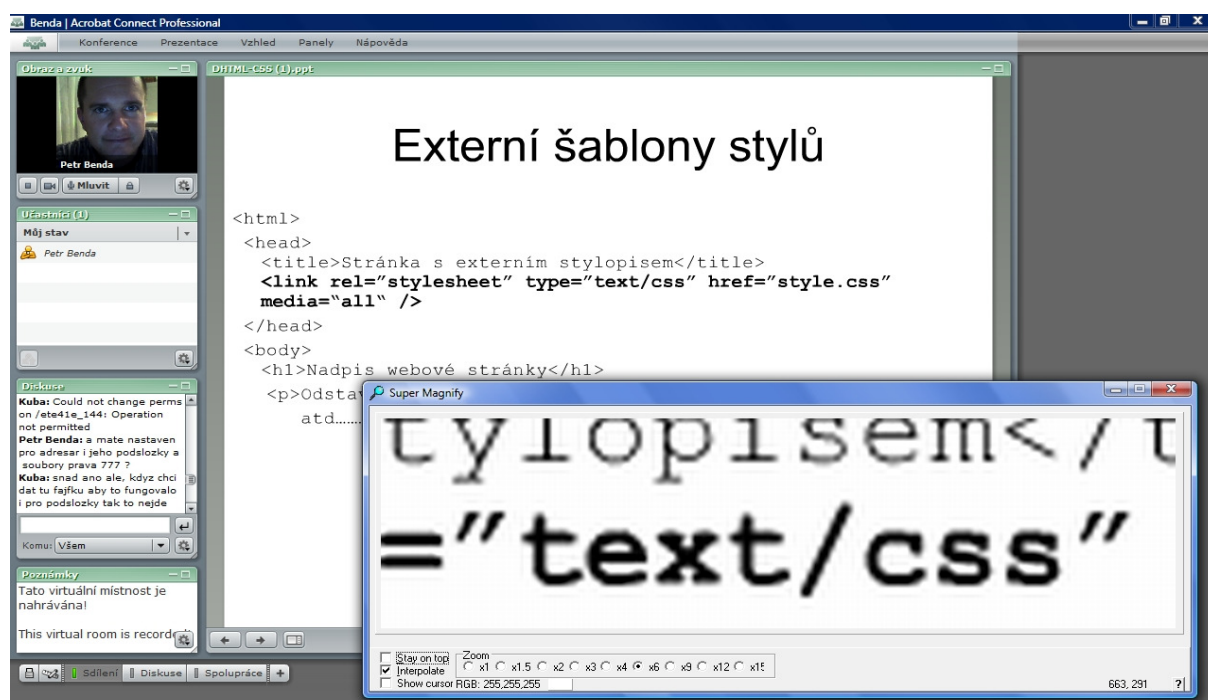 Benda | Acrobat Connect Professional
Konference Prezentace Vzhled Panely Nápověda
Obraz a zvuk
Petr Benda
Mluvit
Účastníci (1)
Můj stav
Petr Benda
Diskuse
Kuba: Could not change perms
on /ete41e_144: Operation
not permitted
Petr Benda: a mate nastaven
pro adresar i jeho podslozky a
soubory prava 777 ?
Kuba: snad ano ale, kdyz chci
dat tu fajfku aby to fungovalo
i pro podslozky tak to nejde
Komu: Všem
Poznámky
Tato virtuální místnost je
nahrávána!
This virtual room is
Sdílení Diskuse Spolupráce +
DHTML-CSS (1).ppt
Externí šablony stylů
<html>
<head>
<title>Stránka s externím stylopisem</title>
<link rel=”stylesheet” type=”text/css” href=”style.css”
media=“all“ />
</head>
<body>
<h1>Nadpis webové stránky</h1>
<p>Odstav
atd……
Super Magnify
tylopisem</t
=”text/css”
Stay on top
Interpolate
Show cursor
Zoom
x1 x1.5 x2 x3 x4 x6 x9 x12 x15
RGB: 255,255,255
663, 291 ?